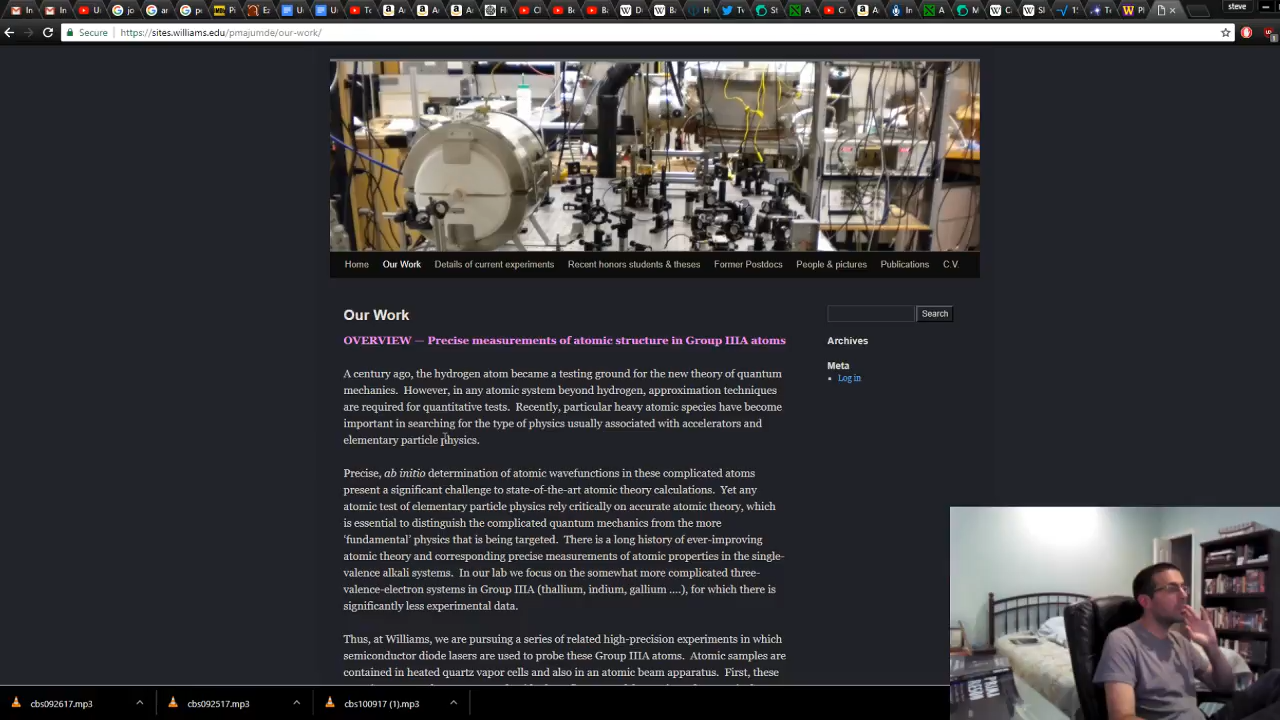 steve
Secure
https://sites.williams.edu/pmajumde/our-work/
Home
Our Work
Details of current experiments
Recent honors students & theses
Former Postdocs
People & pictures
Publications
C.V.
Our Work
Search
OVERVIEW — Precise measurements of atomic structure in Group IIIA atoms
Archives
Meta
Log in
A century ago, the hydrogen atom became a testing ground for the new theory of quantum
mechanics. However, in any atomic system beyond hydrogen, approximation techniques
are required for quantitative tests. Recently, particular heavy atomic species have become
important in searching for the type of physics usually associated with accelerators and
elementary particle physics.
Precise, ab initio determination of atomic wavefunctions in these complicated atoms
present a significant challenge to state-of-the-art atomic theory calculations. Yet any
atomic test of elementary particle physics rely critically on accurate atomic theory, which
is essential to distinguish the complicated quantum mechanics from the more
‘fundamental’ physics that is being targeted. There is a long history of ever-improving
atomic theory and corresponding precise measurements of atomic properties in the single-
valence alkali systems. In our lab we focus on the somewhat more complicated three-
valence-electron systems in Group IIIA (thallium, indium, gallium ....), for which there is
significantly less experimental data.
Thus, at Williams, we are pursuing a series of related high-precision experiments in which
semiconductor diode lasers are used to probe these Group IIIA atoms. Atomic samples are
contained in heated quartz vapor cells and also in an atomic beam apparatus. First, these
cbs092617.mp3
cbs092517.mp3
cbs100917 (1).mp3